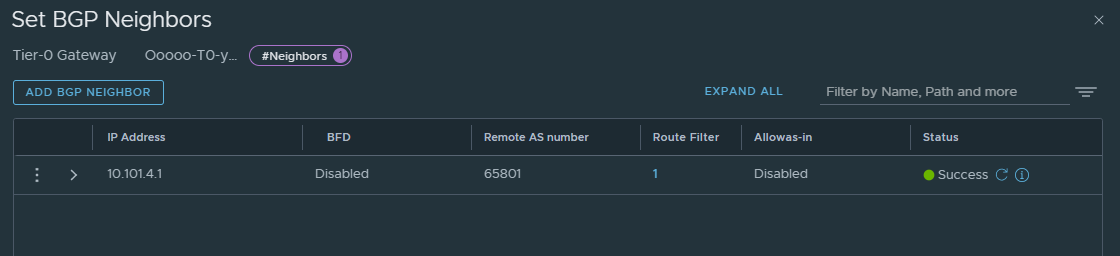 Set BGP Neighbors
Tier-0 Gateway Ooooo-T0-y... #Neighbors 1
ADD BGP NEIGHBOR EXPAND ALL Filter by Name, Path and more
IP Address BFD Remote AS number Route Filter Allowas-in Status
10.101.4.1 Disabled 65801 1 Disabled Success